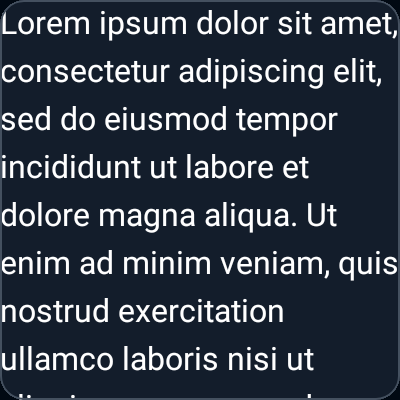 Lorem ipsum dolor sit amet,
consectetur adipiscing elit,
sed do eiusmod tempor
incididunt ut labore et
dolore magna aliqua. Ut
enim ad minim veniam, quis
nostrud exercitation
ullamco laboris nisi ut